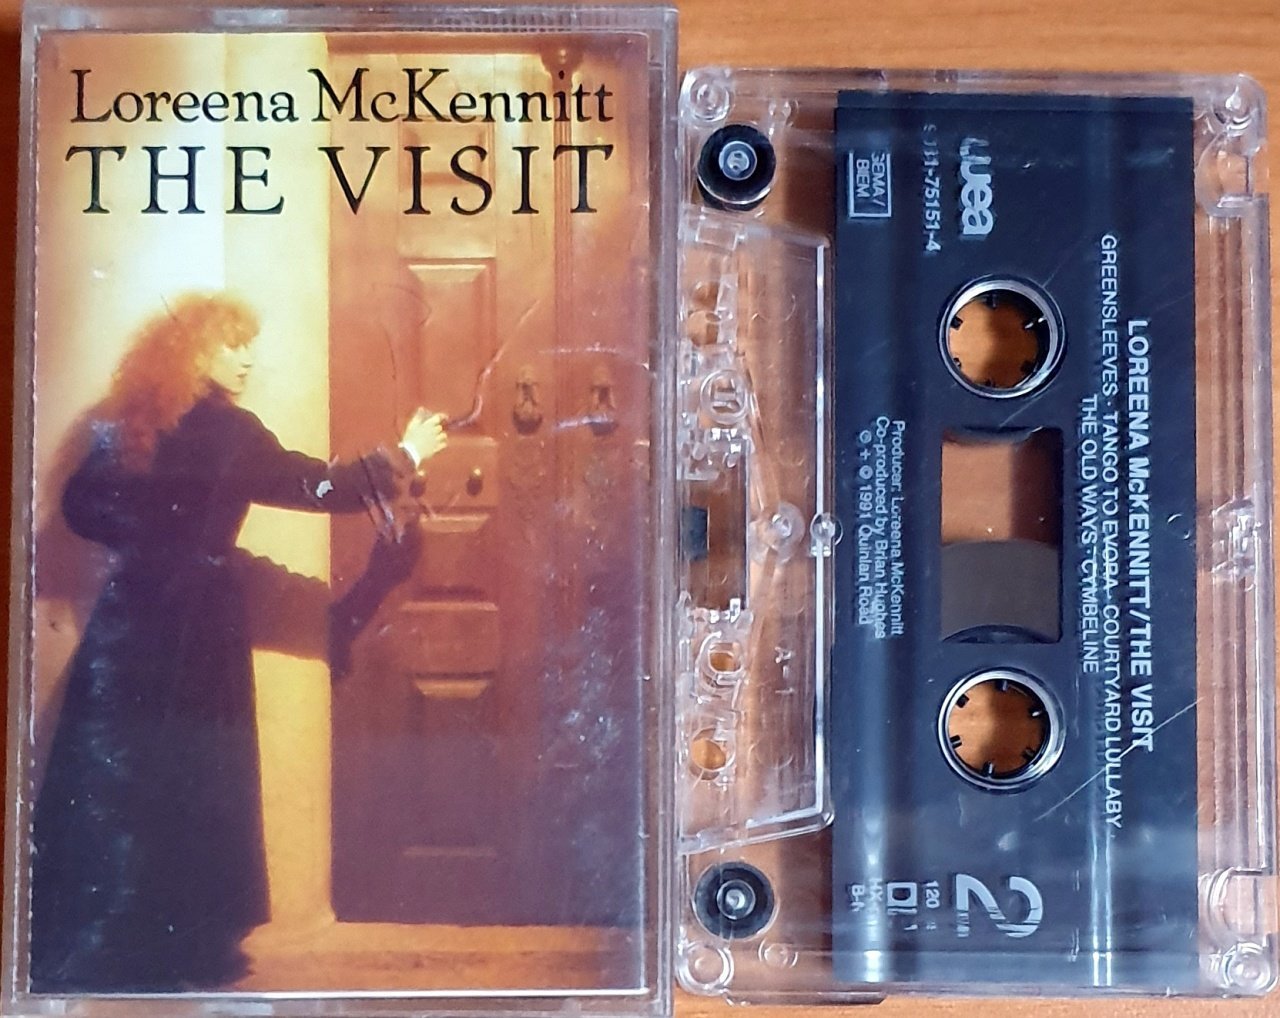 Loreena McKennitt
THE VISIT
LOREENA McKENNITT/THE VISIT
GREENSLEEVES · TANGO TO EVORA · COURTYARD LULLABY
THE OLD WAYS · CYMBELINE
wea
75151-4
BIEM
Producer: Loreena McKennitt
Co-produced by Brian Hughes
℗ + © 1991 Quinlan Road
2
120
A-1